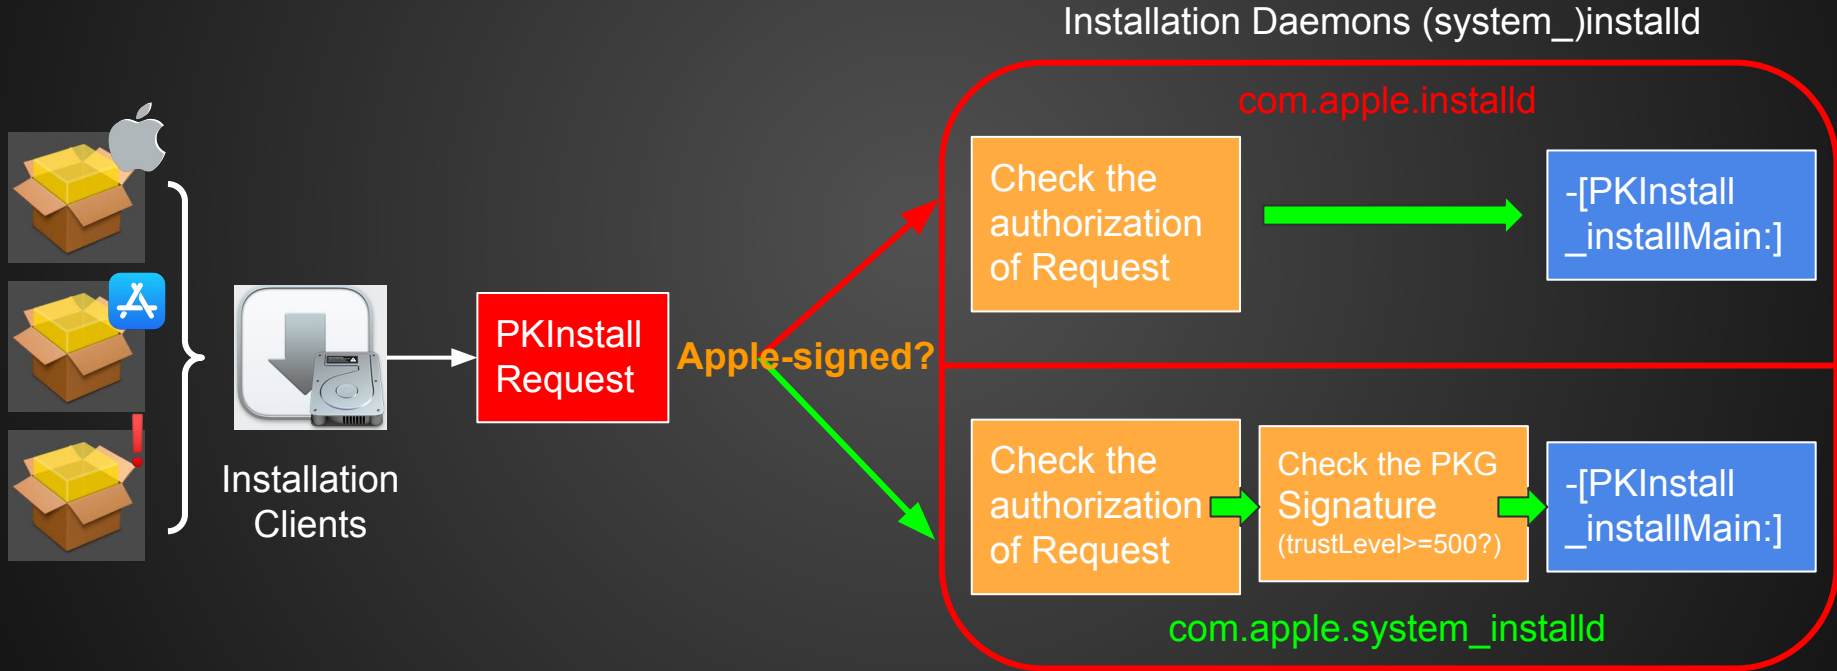 Installation Daemons (system_)installd
com.apple.installd
Check the
authorization
of Request
-[PKInstall
_installMain:]
PKInstall
Request
Apple-signed?
Installation
Clients
Check the
authorization
of Request
Check the PKG
Signature
(trustLevel>=500?)
-[PKInstall
_installMain:]
com.apple.system_installd